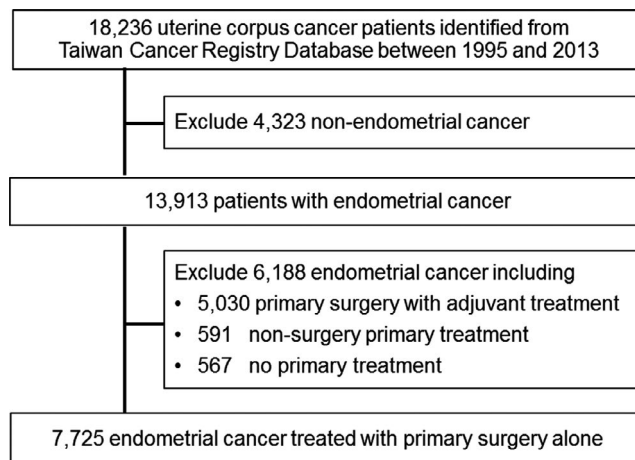 18,236 uterine corpus cancer patients identified from
Taiwan Cancer Registry Database between 1995 and 2013
Exclude 4,323 non-endometrial cancer
13,913 patients with endometrial cancer
Exclude 6,188 endometrial cancer including
• 5,030 primary surgery with adjuvant treatment
• 591 non-surgery primary treatment
• 567 no primary treatment
7,725 endometrial cancer treated with primary surgery alone